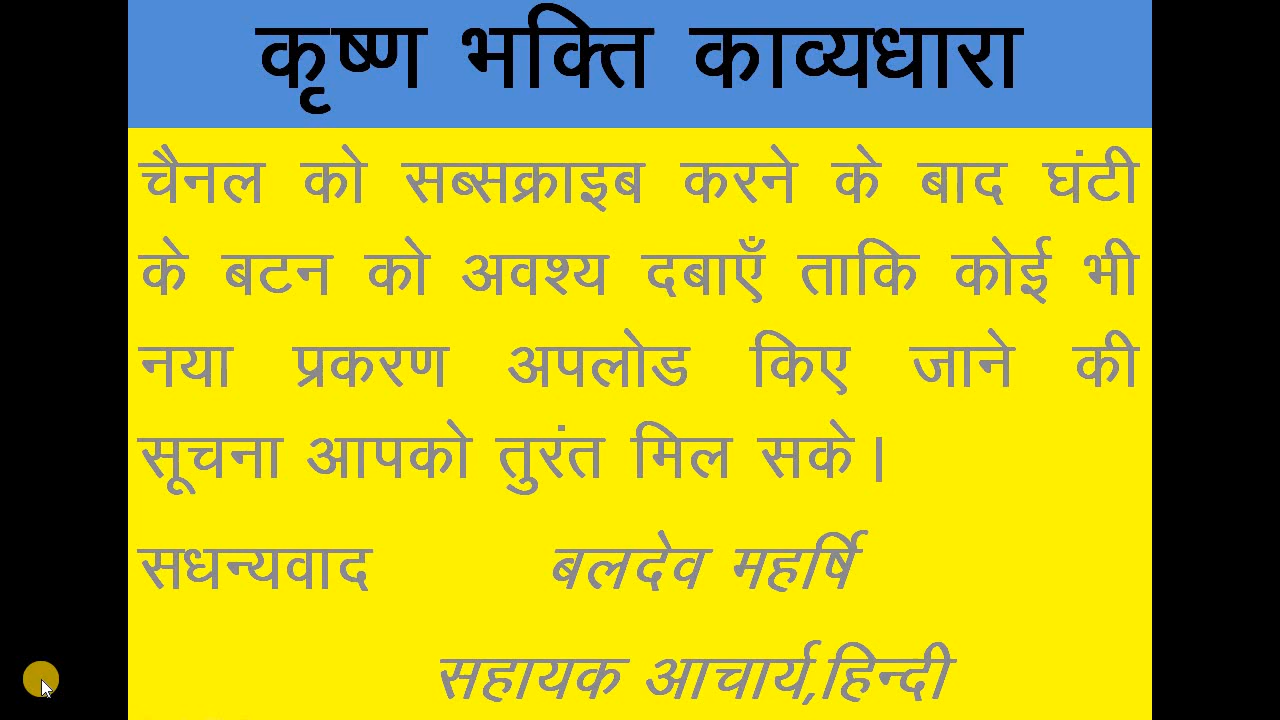 कृष्ण भक्ति काव्यधारा
चैनल को सब्सक्राइब करने के बाद घंटी
के बटन को अवश्य दबाएँ ताकि कोई भी
नया प्रकरण अपलोड किए जाने की
सूचना आपको तुरंत मिल सके।
सधन्यवाद बलदेव महर्षि
सहायक आचार्य,हिन्दी